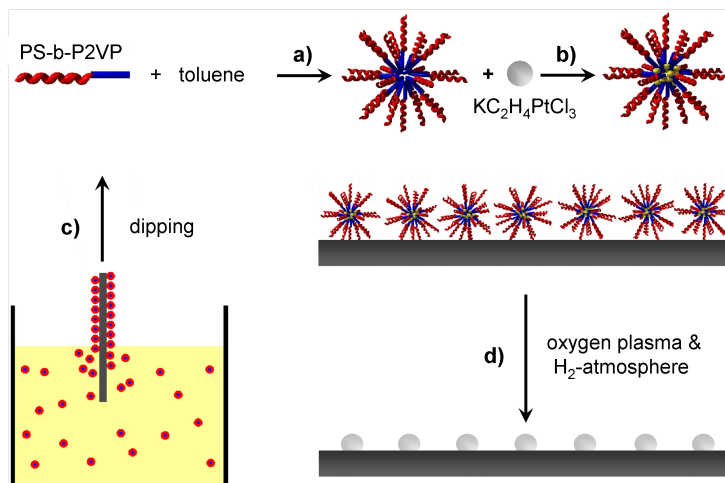 PS-b-P2VP
+ toluene
a)
+
b)
KC₂H₄PtCl₃
c)
dipping
d)
oxygen plasma &
H₂-atmosphere